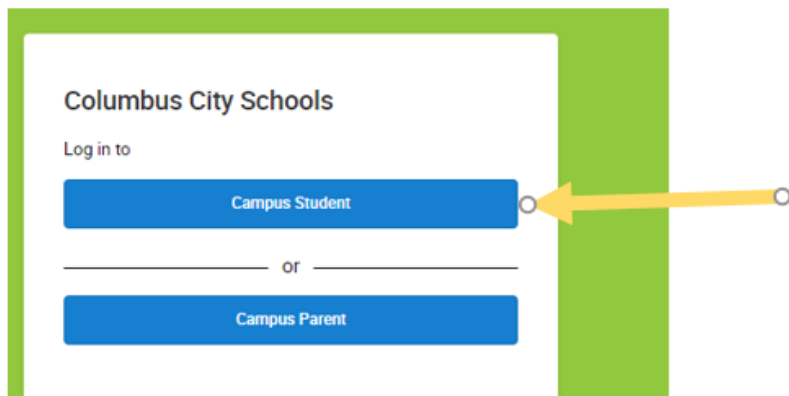 Columbus City Schools
Log in to
Campus Student
or
Campus Parent